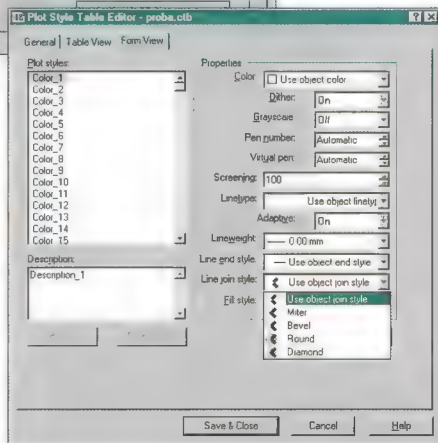 Plot Style Table Editor - proba.ctb
General Table View Form View
Plot styles:
Color_1
Color_2
Color_3
Color_4
Color_5
Color_6
Color_7
Color_8
Color_9
Color_10
Color_11
Color_12
Color_13
Color_14
Color_15
Description:
Description_1
Properties
Color Use object color
Dither: On
Grayscale Off
Pen number: Automatic
Virtual pen: Automatic
Screening: 100
Linetype: Use object linetyp
Adaptive: On
Lineweight 0.00 mm
Line end style. Use object end style
Line join style: Use object join style
Fill style:
Use object join style
Miter
Bevel
Round
Diamond
Save & Close Cancel Help